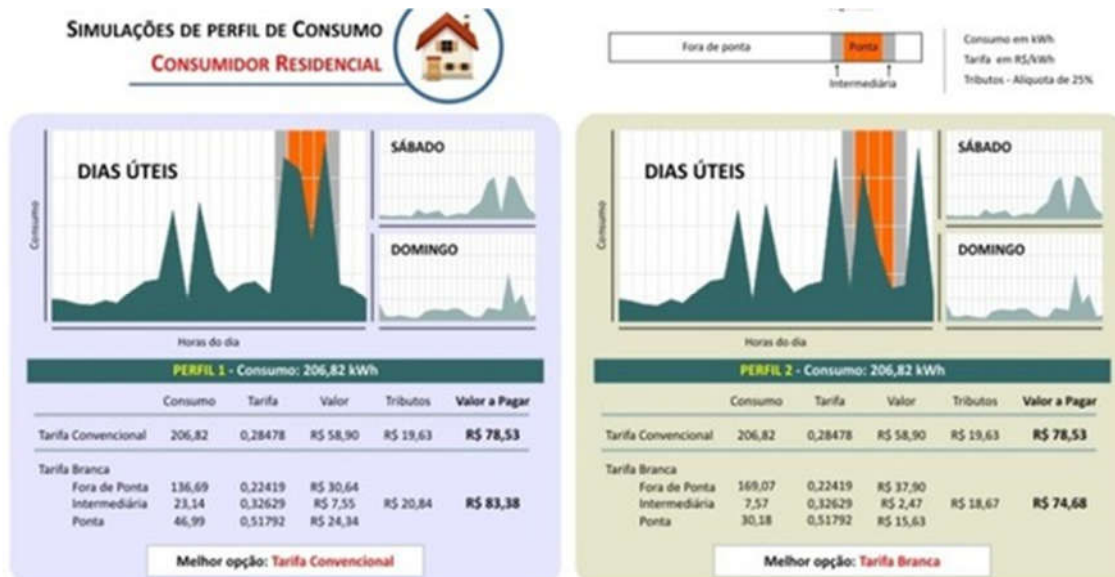 SIMULAÇÕES DE PERFIL DE CONSUMO
CONSUMIDOR RESIDENCIAL
Fora de ponta
Ponta
Intermediária
Consumo em kWh
Tarifa em R$/kWh
Tributos - Alíquota de 25%
DIAS ÚTEIS
SÁBADO
DOMINGO
Consumo
Horas do dia
PERFIL 1 - Consumo: 206,82 kWh
Consumo Tarifa Valor Tributos Valor a Pagar
Tarifa Convencional 206,82 0,28478 R$ 58,90 R$ 19,63 R$ 78,53
Tarifa Branca
Fora de Ponta 136,69 0,22419 R$ 30,64
Intermediária 23,14 0,32629 R$ 7,55 R$ 20,84 R$ 83,38
Ponta 46,99 0,51792 R$ 24,34
Melhor opção: Tarifa Convencional
DIAS ÚTEIS
SÁBADO
DOMINGO
Consumo
Horas do dia
PERFIL 2 - Consumo: 206,82 kWh
Consumo Tarifa Valor Tributos Valor a Pagar
Tarifa Convencional 206,82 0,28478 R$ 58,90 R$ 19,63 R$ 78,53
Tarifa Branca
Fora de Ponta 169,07 0,22419 R$ 37,90
Intermediária 7,57 0,32629 R$ 2,47 R$ 18,67 R$ 74,68
Ponta 30,18 0,51792 R$ 15,63
Melhor opção: Tarifa Branca